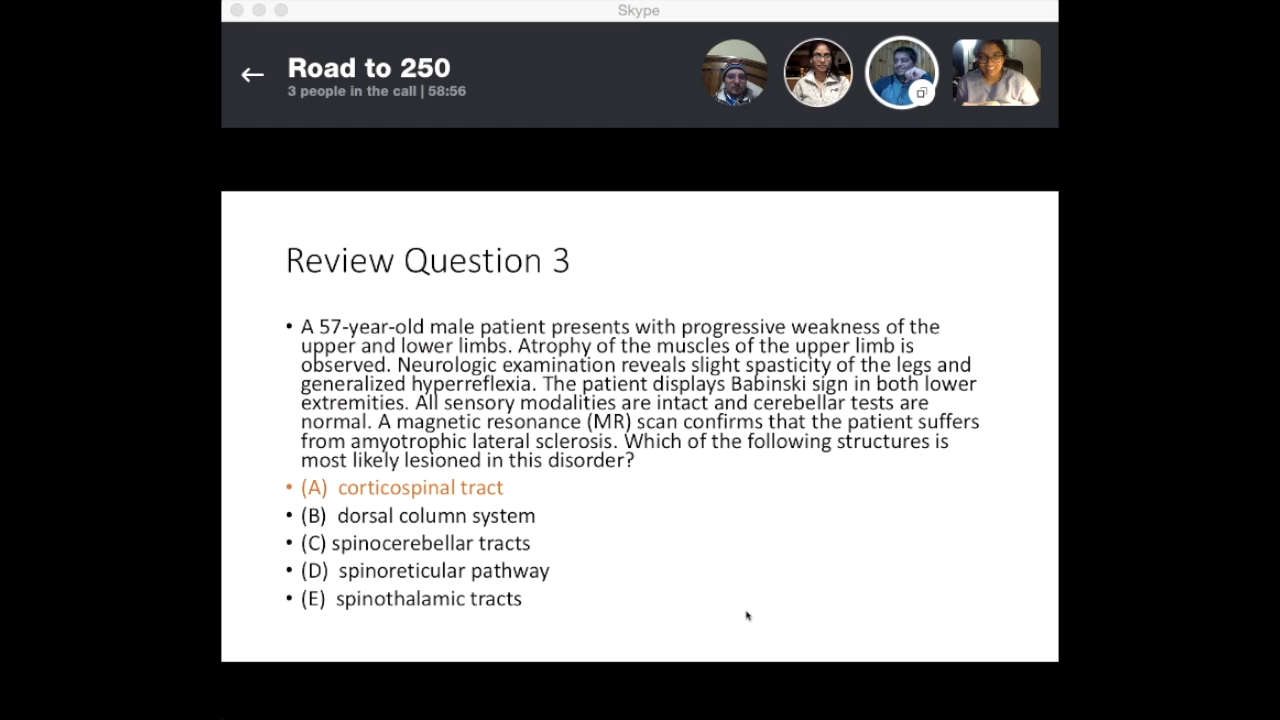 Skype
Road to 250
3 people in the call | 58:56
Review Question 3
• A 57-year-old male patient presents with progressive weakness of the
upper and lower limbs. Atrophy of the muscles of the upper limb is
observed. Neurologic examination reveals slight spasticity of the legs and
generalized hyperreflexia. The patient displays Babinski sign in both lower
extremities. All sensory modalities are intact and cerebellar tests are
normal. A magnetic resonance (MR) scan confirms that the patient suffers
from amyotrophic lateral sclerosis. Which of the following structures is
most likely lesioned in this disorder?
• (A) corticospinal tract
• (B) dorsal column system
• (C) spinocerebellar tracts
• (D) spinoreticular pathway
• (E) spinothalamic tracts